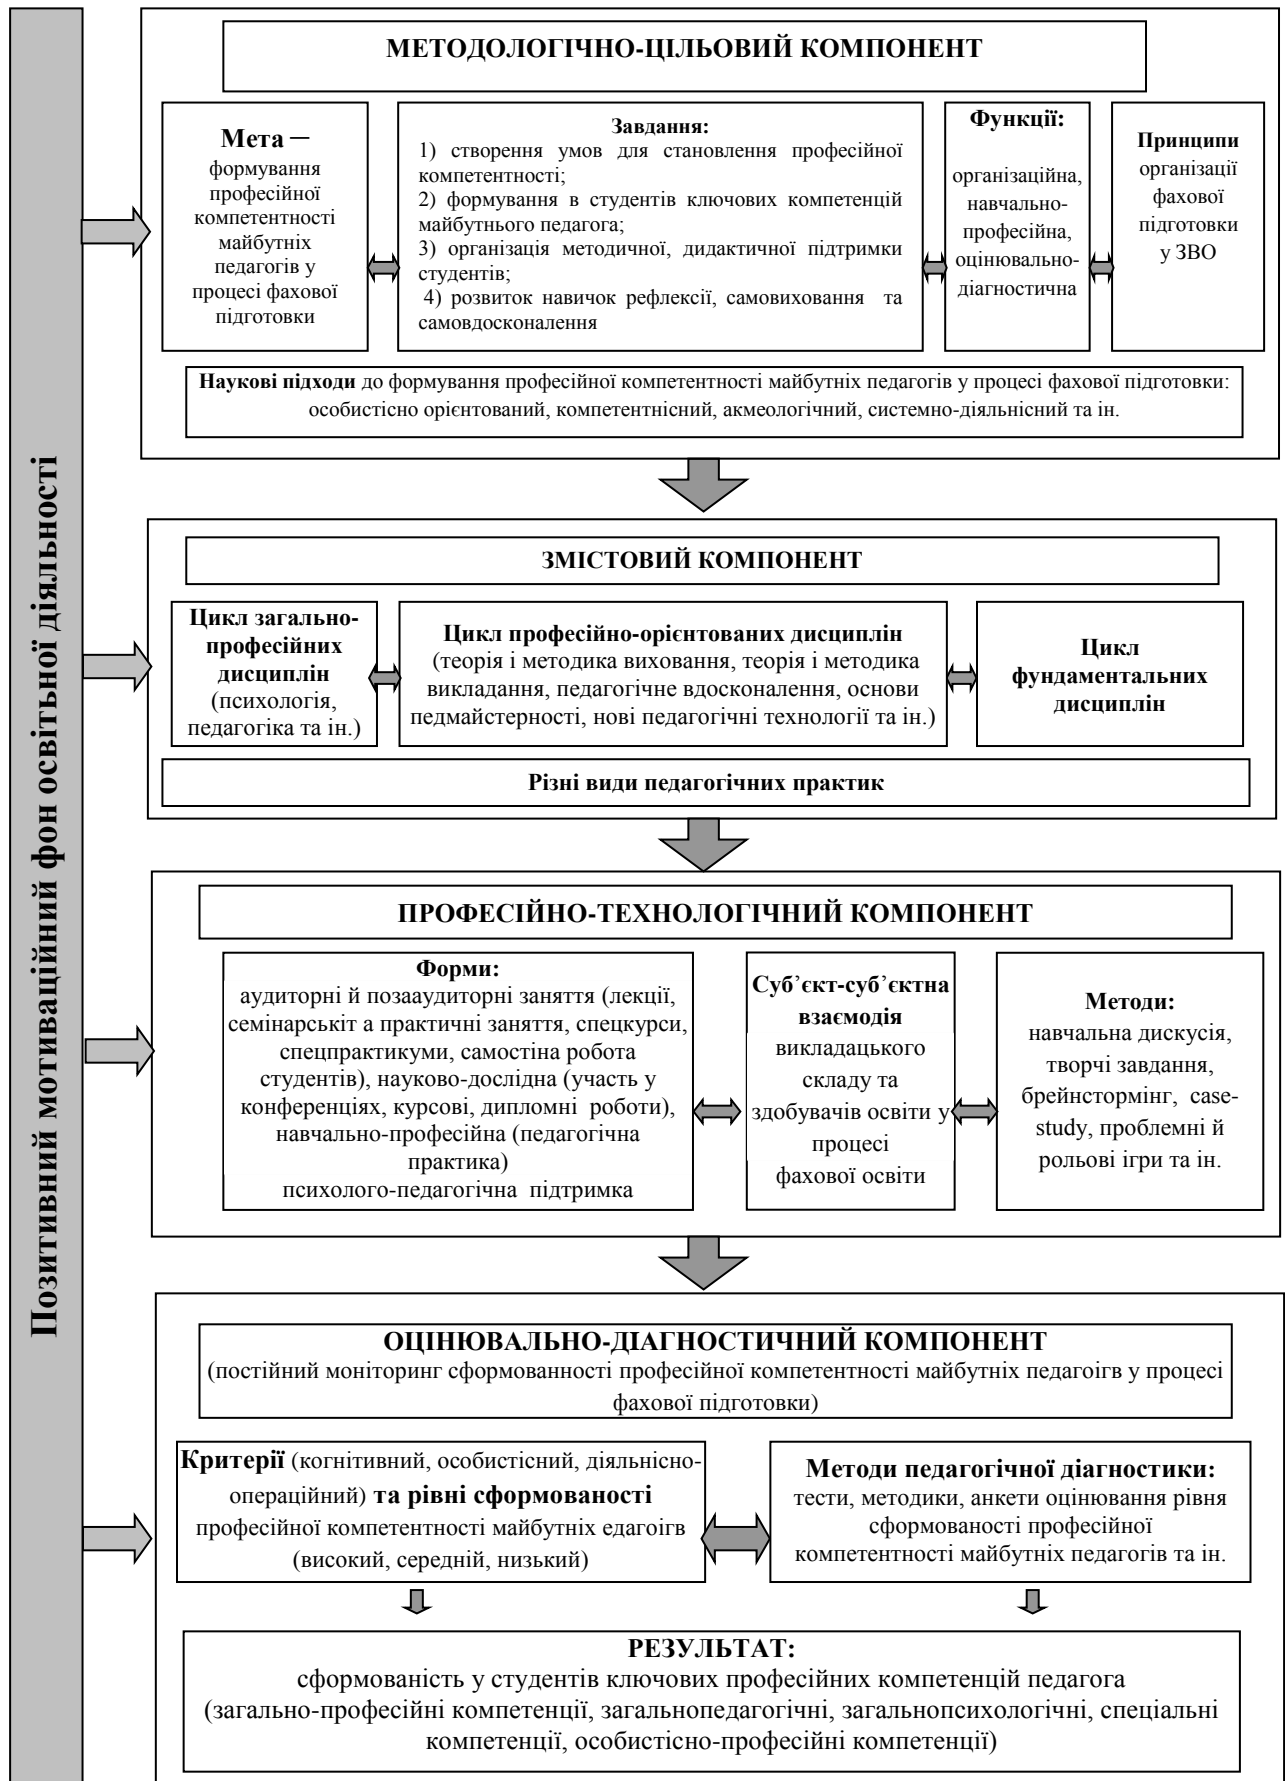 Позитивний мотиваційний фон освітньої діяльності
МЕТОДОЛОГІЧНО-ЦІЛЬОВИЙ КОМПОНЕНТ
Мета —
формування
професійної
компетентності
майбутніх
педагогів у
процесі фахової
підготовки
Завдання:
1) створення умов для становлення професійної
компетентності;
2) формування в студентів ключових компетенцій
майбутнього педагога;
3) організація методичної, дидактичної підтримки
студентів;
4) розвиток навичок рефлексії, самовиховання та
самовдосконалення
Функції:
організаційна,
навчально-
професійна,
оцінювально-
діагностична
Принципи
організації
фахової
підготовки
у ЗВО
Наукові підходи до формування професійної компетентності майбутніх педагогів у процесі фахової підготовки:
особистісно орієнтований, компетентнісний, акмеологічний, системно-діяльнісний та ін.
ЗМІСТОВИЙ КОМПОНЕНТ
Цикл загально-
професійних
дисциплін
(психологія,
педагогіка та ін.)
Цикл професійно-орієнтованих дисциплін
(теорія і методика виховання, теорія і методика
викладання, педагогічне вдосконалення, основи
педмайстерності, нові педагогічні технології та ін.)
Цикл
фундаментальних
дисциплін
Різні види педагогічних практик
ПРОФЕСІЙНО-ТЕХНОЛОГІЧНИЙ КОМПОНЕНТ
Форми:
аудиторні й позааудиторні заняття (лекції,
семінарськіт а практичні заняття, спецкурси,
спецпрактикуми, самостіна робота
студентів), науково-дослідна (участь у
конференціях, курсові, дипломні роботи),
навчально-професійна (педагогічна
практика)
психолого-педагогічна підтримка
Суб’єкт-суб’єктна
взаємодія
викладацького
складу та
здобувачів освіти у
процесі
фахової освіти
Методи:
навчальна дискусія,
творчі завдання,
брейнстормінг, case-
study, проблемні й
рольові ігри та ін.
ОЦІНЮВАЛЬНО-ДІАГНОСТИЧНИЙ КОМПОНЕНТ
(постійний моніторинг сформованності професійної компетентності майбутніх педагоігв у процесі
фахової підготовки)
Критерії (когнітивний, особистісний, діяльнісно-
операційний) та рівні сформованості
професійної компетентності майбутніх едагоігв
(високий, середній, низький)
Методи педагогічної діагностики:
тести, методики, анкети оцінювання рівня
сформованості професійної
компетентності майбутніх педагогів та ін.
РЕЗУЛЬТАТ:
сформованість у студентів ключових професійних компетенцій педагога
(загально-професійні компетенції, загальнопедагогічні, загальнопсихологічні, спеціальні
компетенції, особистісно-професійні компетенції)